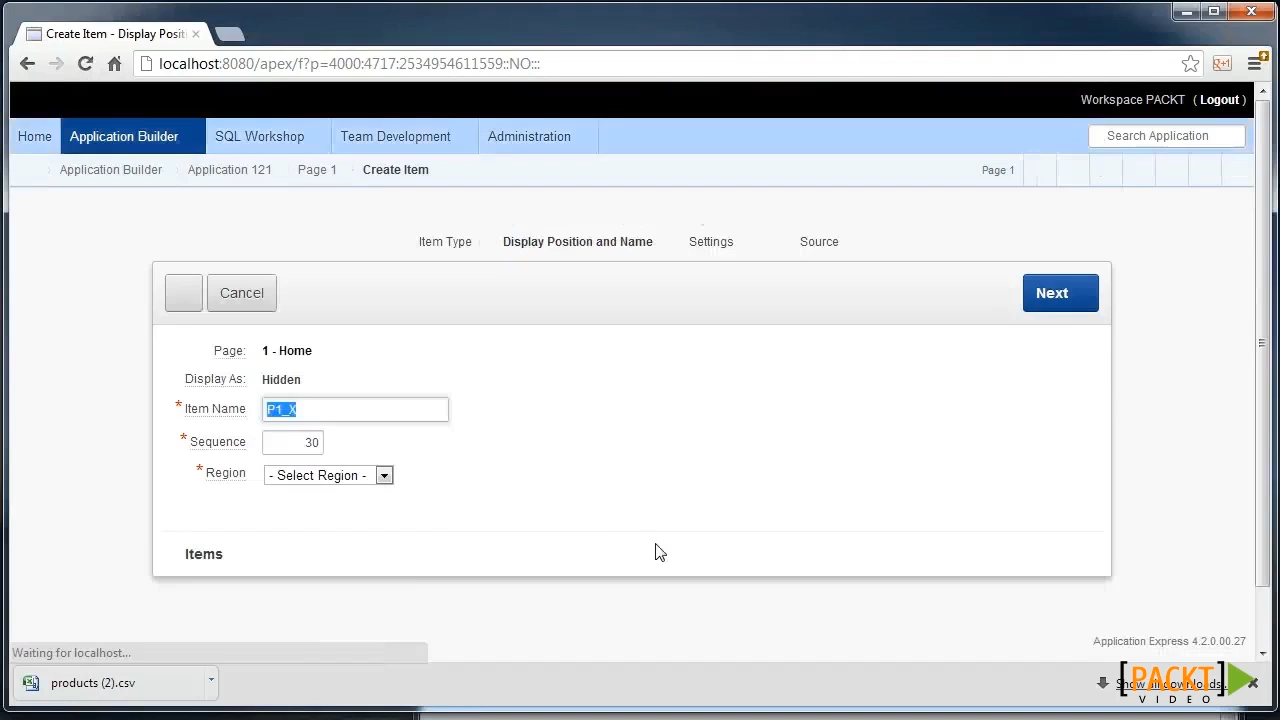 Create Item - Display Posit
localhost:8080/apex/f?p=4000:4717:2534954611559::NO:::
Workspace PACKT ( Logout )
Home Application Builder SQL Workshop Team Development Administration Search Application
Application Builder Application 121 Page 1 Create Item Page 1
Item Type Display Position and Name Settings Source
Cancel Next
Page: 1 - Home
Display As: Hidden
* Item Name P1_X
* Sequence 30
* Region - Select Region -
Items
Application Express 4.2.0.00.27
Waiting for localhost...
products (2).csv Show all downloads...
[PACKT]
VIDEO